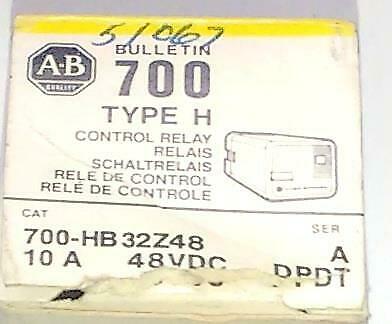 51067
BULLETIN
A-B
QUALITY
700
TYPE H
CONTROL RELAY
RELAIS
SCHALTRELAIS
RELE DE CONTROL
RELÉ DE CONTROLE
CAT SER
700-HB32Z48 A
10 A 48VDC DPDT